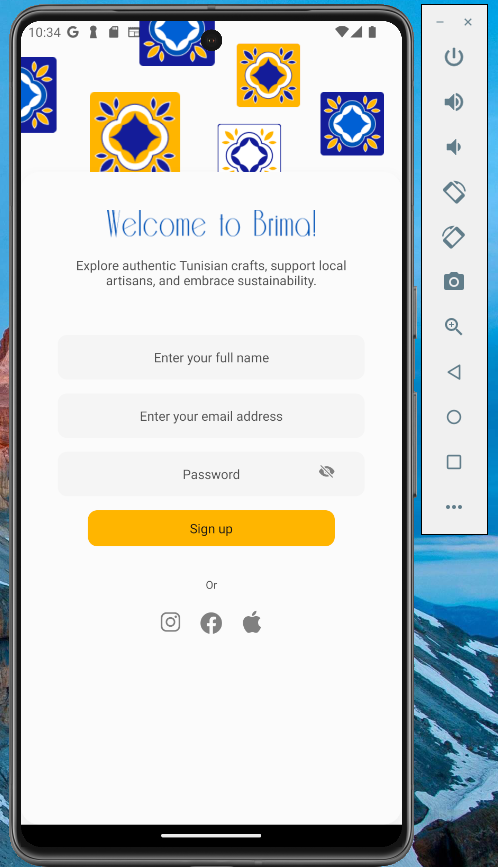 10:34
Welcome to Brima!
Explore authentic Tunisian crafts, support local
artisans, and embrace sustainability.
Enter your full name
Enter your email address
Password
Sign up
Or